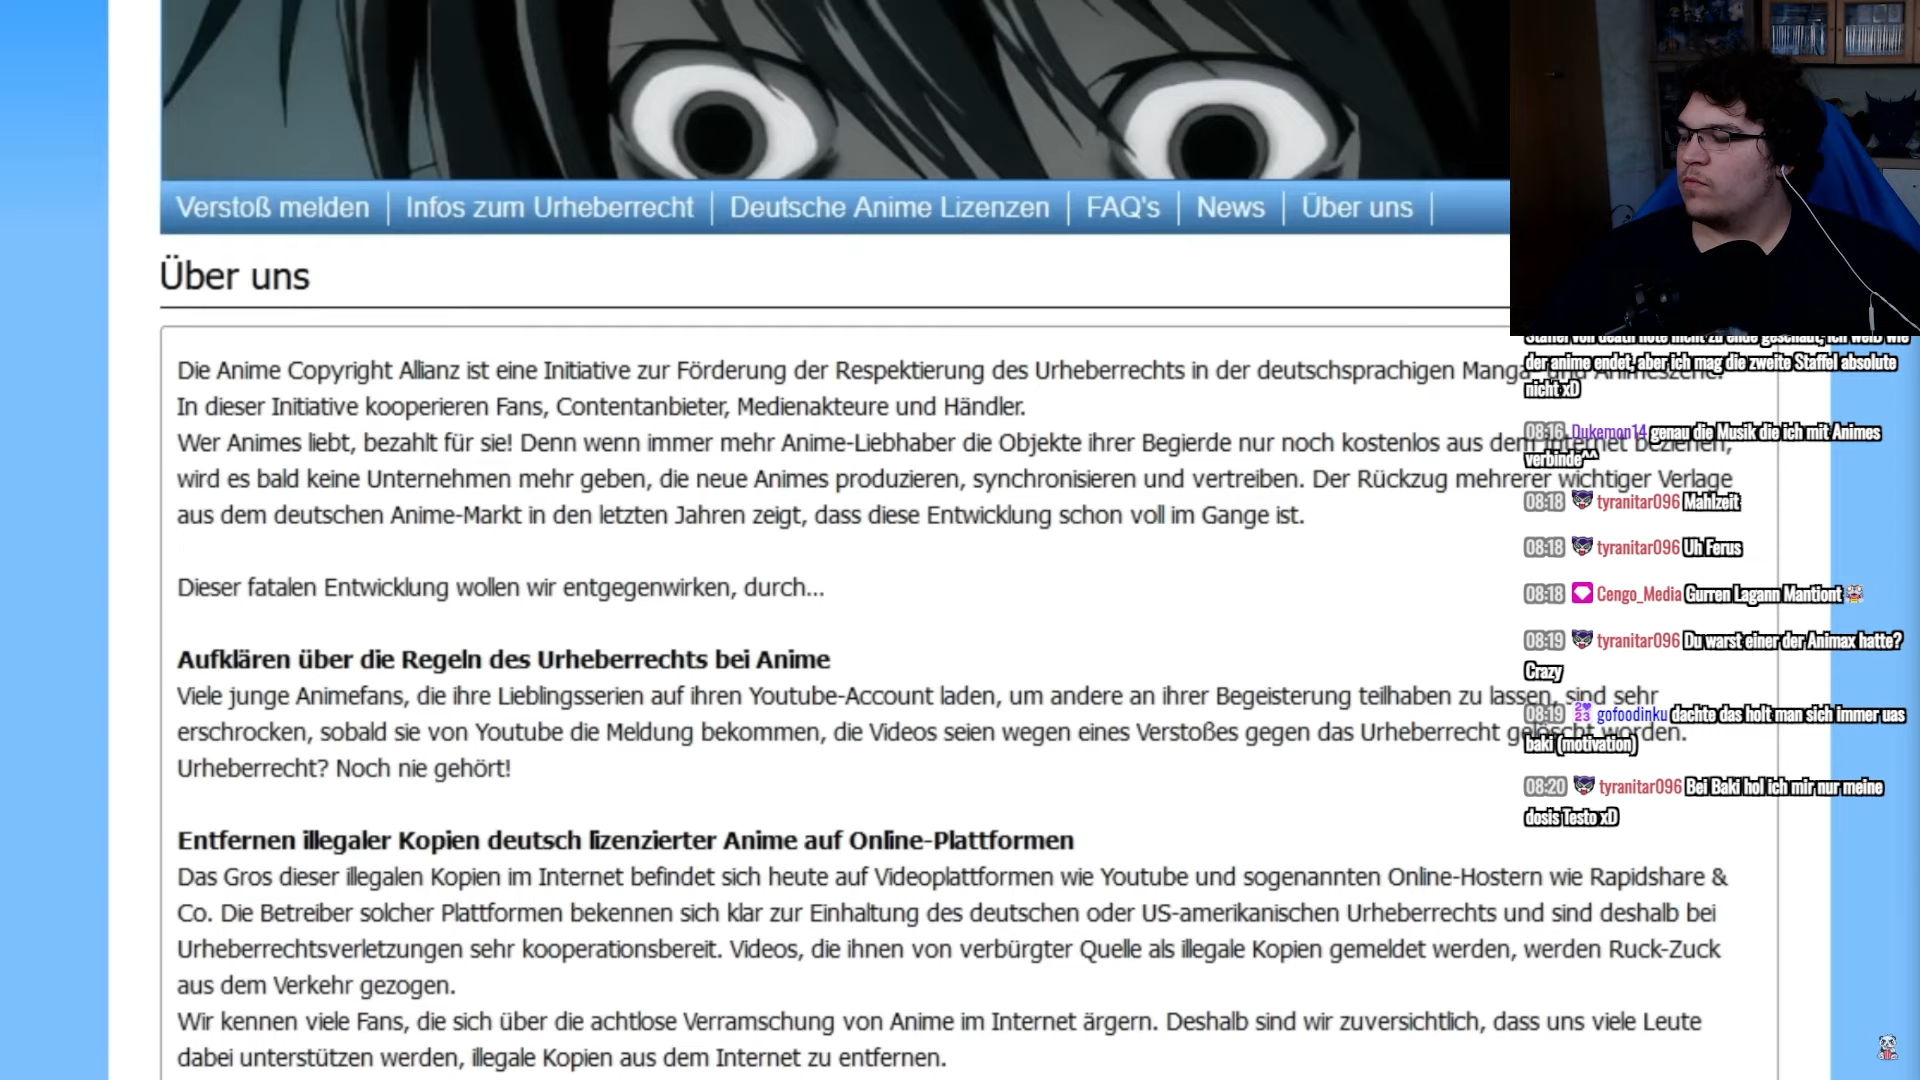 Verstoß melden | Infos zum Urheberrecht | Deutsche Anime Lizenzen | FAQ's | News | Über uns |
Über uns
Die Anime Copyright Allianz ist eine Initiative zur Förderung der Respektierung des Urheberrechts in der deutschsprachigen Manga- und Animeszene.
In dieser Initiative kooperieren Fans, Contentanbieter, Medienakteure und Händler.
Wer Animes liebt, bezahlt für sie! Denn wenn immer mehr Anime-Liebhaber die Objekte ihrer Begierde nur noch kostenlos aus dem Internet beziehen,
wird es bald keine Unternehmen mehr geben, die neue Animes produzieren, synchronisieren und vertreiben. Der Rückzug mehrerer wichtiger Verlage
aus dem deutschen Anime-Markt in den letzten Jahren zeigt, dass diese Entwicklung schon voll im Gange ist.
Dieser fatalen Entwicklung wollen wir entgegenwirken, durch...
Aufklären über die Regeln des Urheberrechts bei Anime
Viele junge Animefans, die ihre Lieblingsserien auf ihren Youtube-Account laden, um andere an ihrer Begeisterung teilhaben zu lassen, sind sehr
erschrocken, sobald sie von Youtube die Meldung bekommen, die Videos seien wegen eines Verstoßes gegen das Urheberrecht gelöscht worden.
Urheberrecht? Noch nie gehört!
Entfernen illegaler Kopien deutsch lizenzierter Anime auf Online-Plattformen
Das Gros dieser illegalen Kopien im Internet befindet sich heute auf Videoplattformen wie Youtube und sogenannten Online-Hostern wie Rapidshare &
Co. Die Betreiber solcher Plattformen bekennen sich klar zur Einhaltung des deutschen oder US-amerikanischen Urheberrechts und sind deshalb bei
Urheberrechtsverletzungen sehr kooperationsbereit. Videos, die ihnen von verbürgter Quelle als illegale Kopien gemeldet werden, werden Ruck-Zuck
aus dem Verkehr gezogen.
Wir kennen viele Fans, die sich über die achtlose Verramschung von Anime im Internet ärgern. Deshalb sind wir zuversichtlich, dass uns viele Leute
dabei unterstützen werden, illegale Kopien aus dem Internet zu entfernen.
Staffel von death note nicht zu ende geschaut, ich weiß wie
der anime endet, aber ich mag die zweite Staffel absolute
nicht xD
08:16 Dukemon14 genau die Musik die ich mit Animes
verbinde^^
08:18 tyranitar096 Mahlzeit
08:18 tyranitar096 Uh Ferus
08:18 Cengo_Media Gurren Lagann Mantiont
08:19 tyranitar096 Du warst einer der Animax hatte?
Crazy
08:19 gofoodinku dachte das holt man sich immer uas
baki (motivation)
08:20 tyranitar096 Bei Baki hol ich mir nur meine
dosis Testo xD